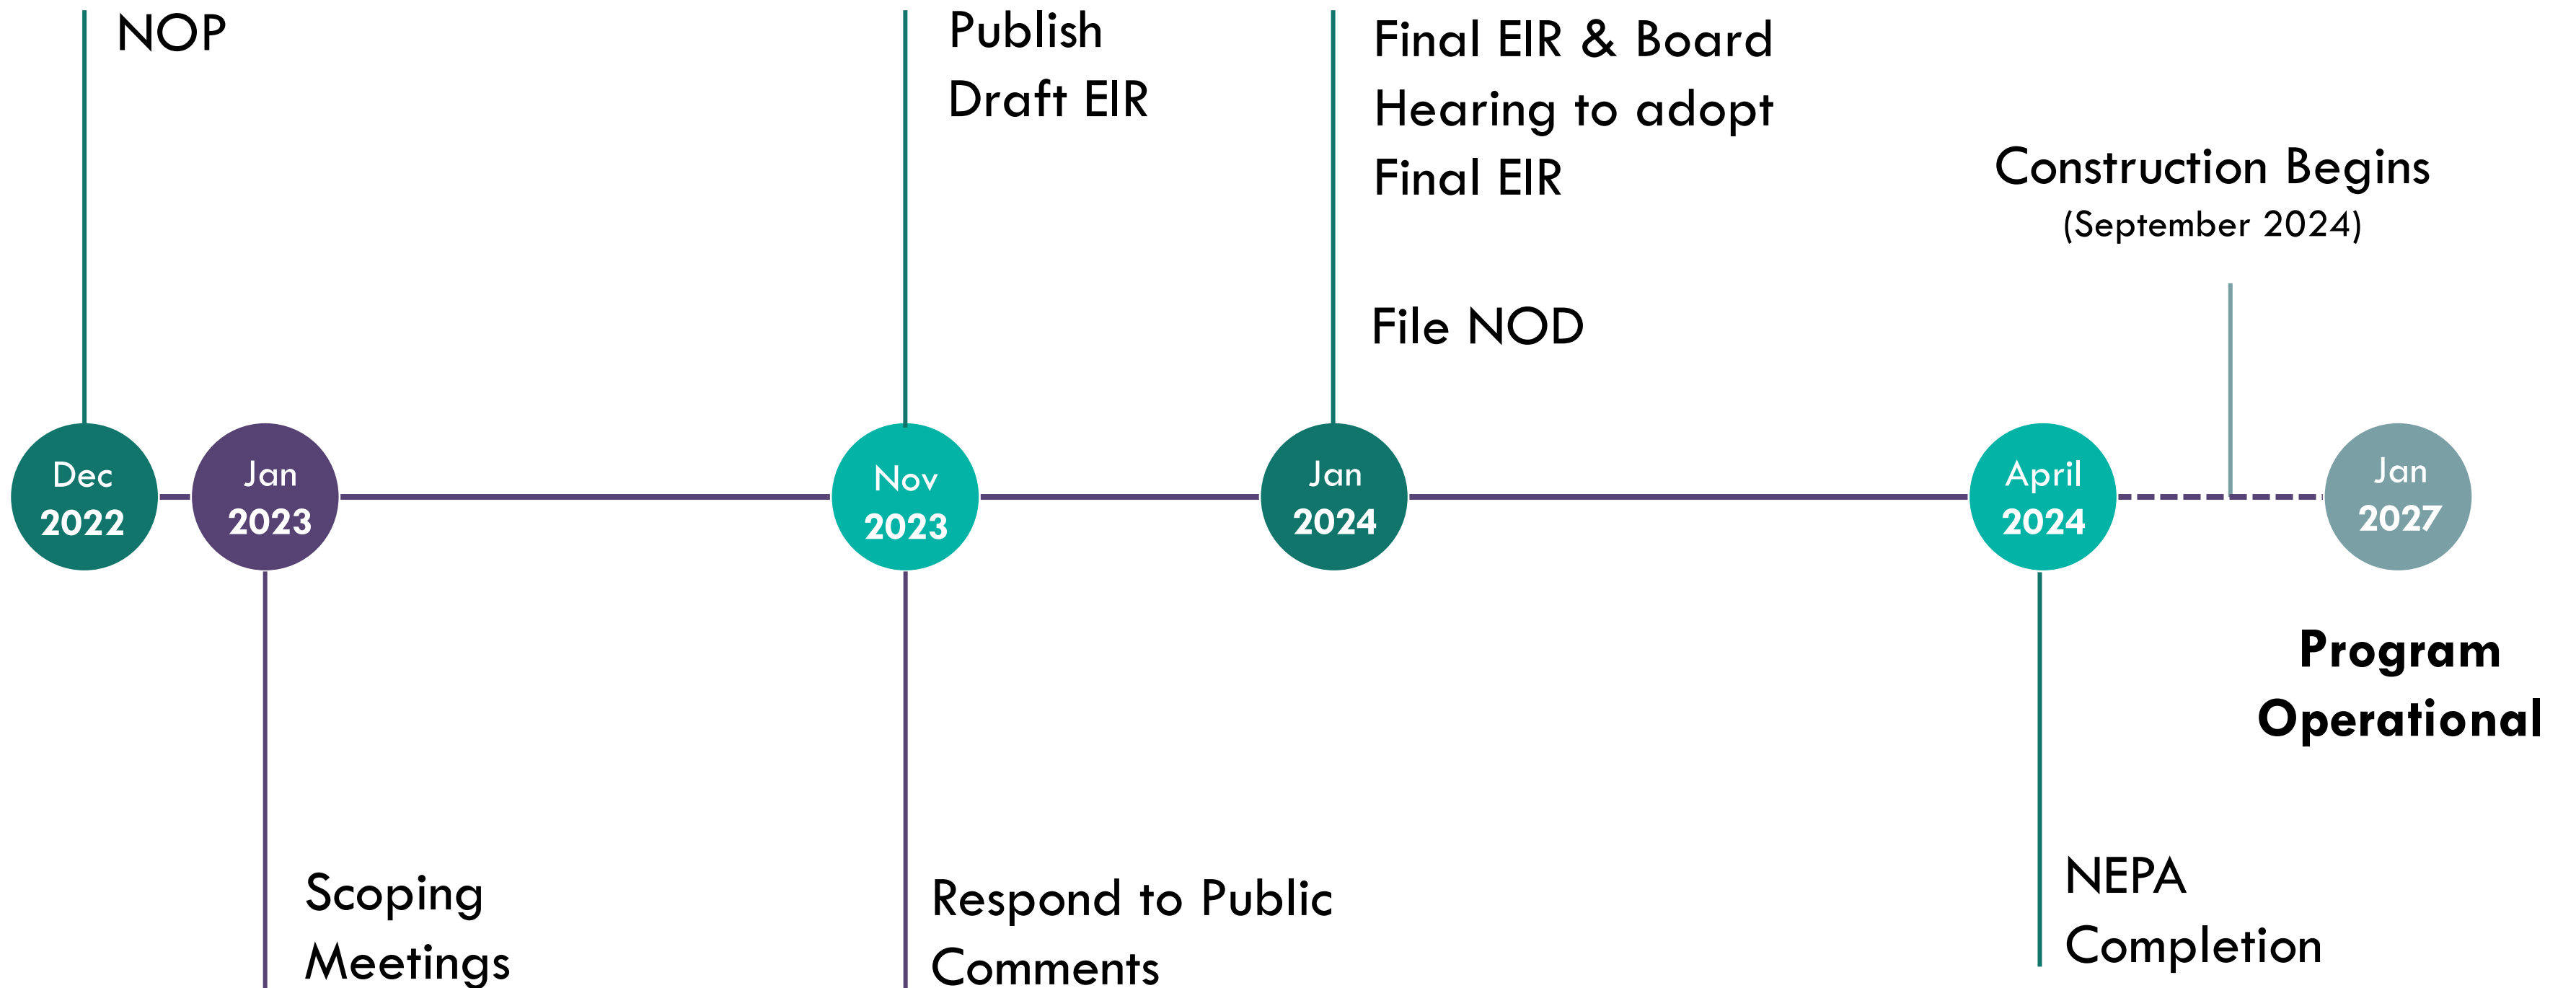 NOP
Publish
Draft EIR
Final EIR & Board
Hearing to adopt
Final EIR
File NOD
Construction Begins
(September 2024)
Dec
2022
Jan
2023
Nov
2023
Jan
2024
April
2024
Jan
2027
Program
Operational
Scoping
Meetings
Respond to Public
Comments
NEPA
Completion